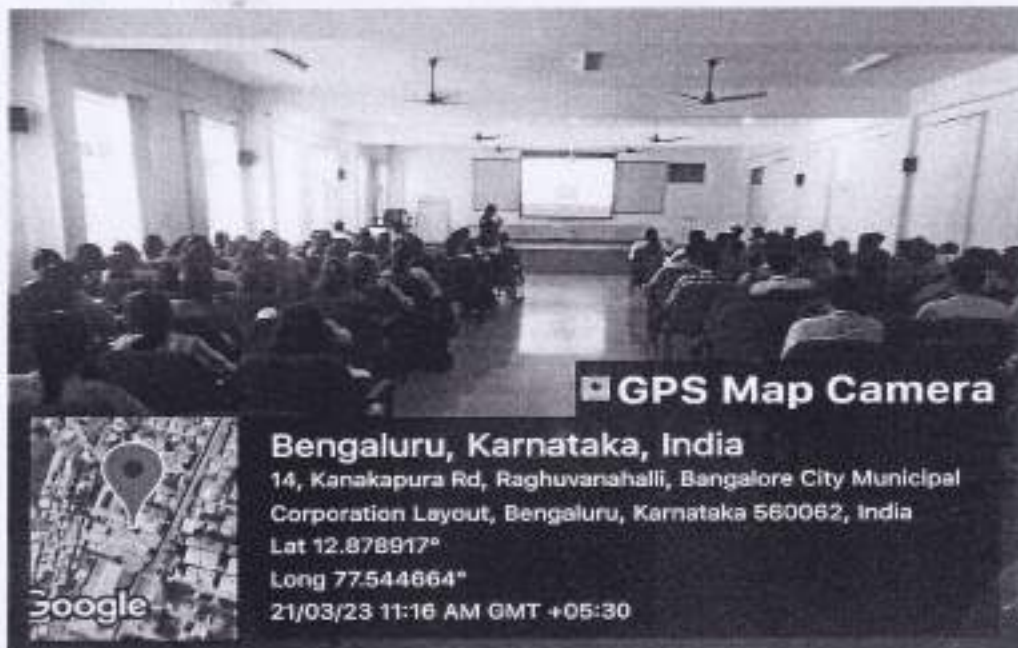 GPS Map Camera
Bengaluru, Karnataka, India
14, Kanakapura Rd, Raghuvanahalli, Bangalore City Municipal
Corporation Layout, Bengaluru, Karnataka 560062, India
Lat 12.878917°
Long 77.544664°
21/03/23 11:16 AM GMT +05:30
Google